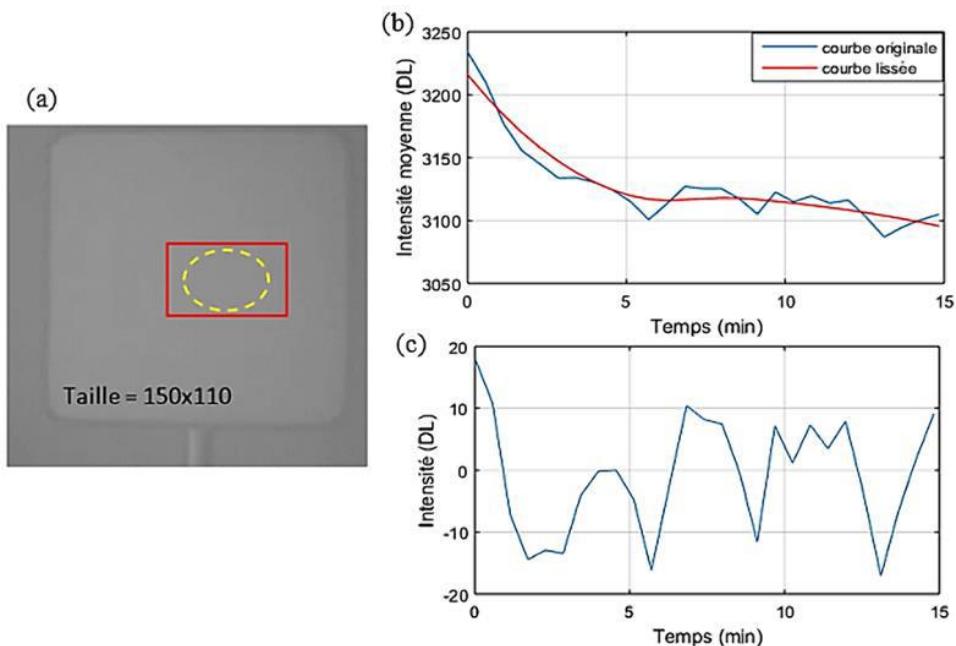 (a)
Taille = 150x110
(b)
Intensité moyenne (DL)
3250
3200
3150
3100
3050
courbe originale
courbe lissée
0
5
10
15
Temps (min)
(c)
Intensité (DL)
20
10
0
-10
-20
0
5
10
15
Temps (min)